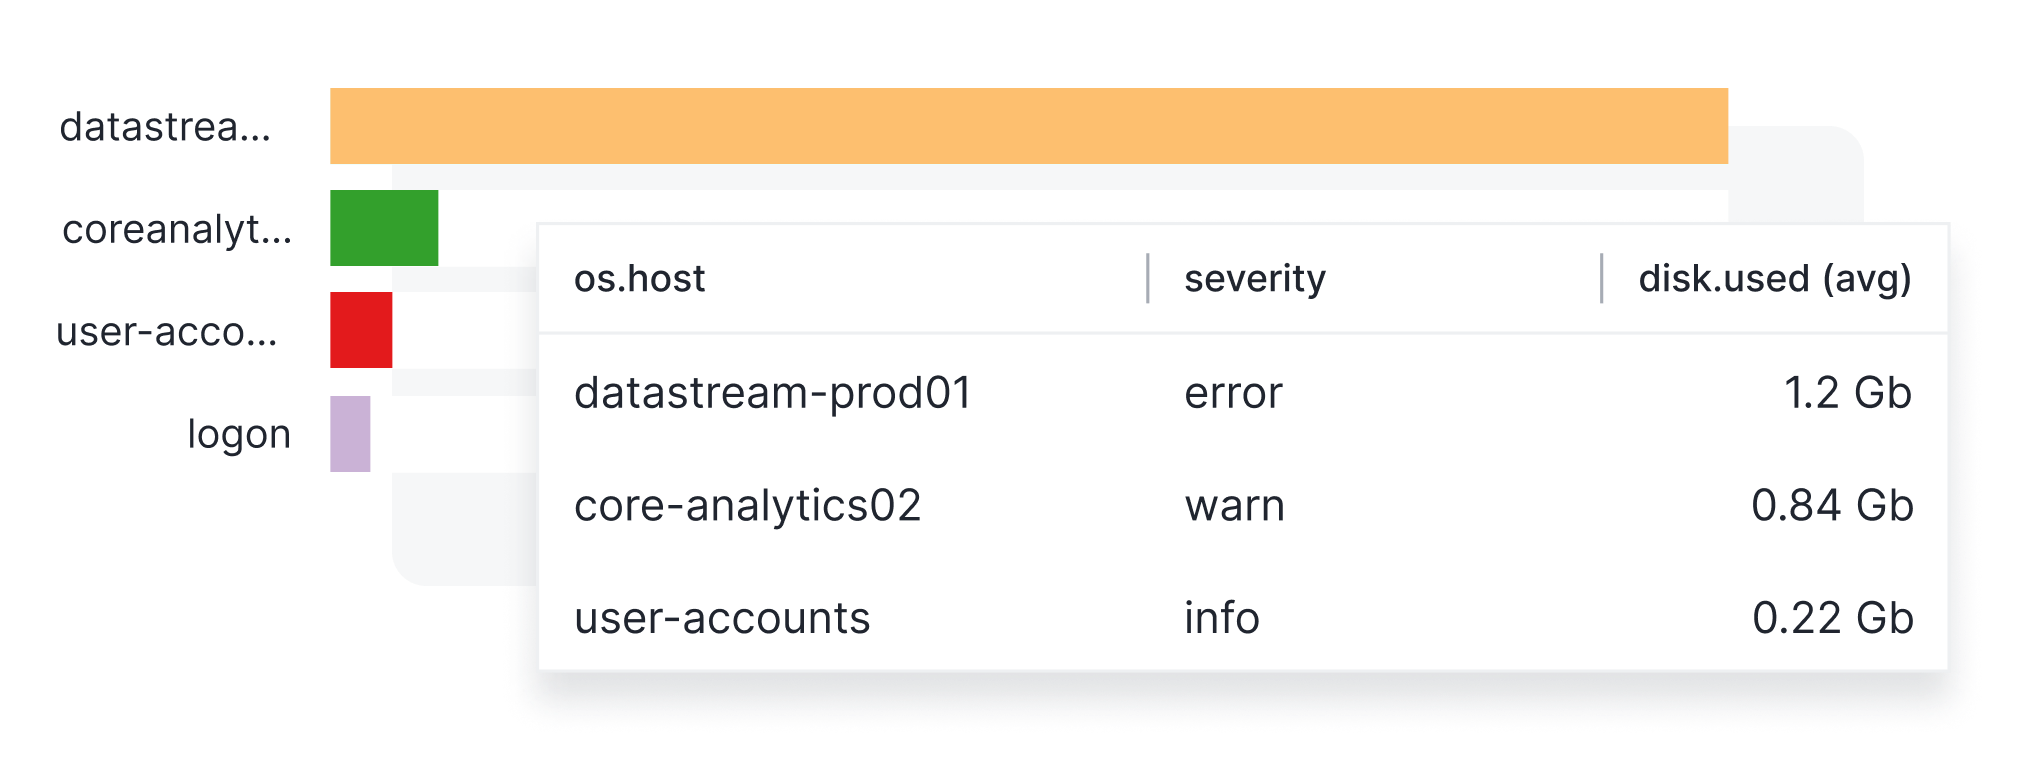 datastrea...
coreanalyt...
user-acco...
logon
os.host severity disk.used (avg)
datastream-prod01 error 1.2 Gb
core-analytics02 warn 0.84 Gb
user-accounts info 0.22 Gb